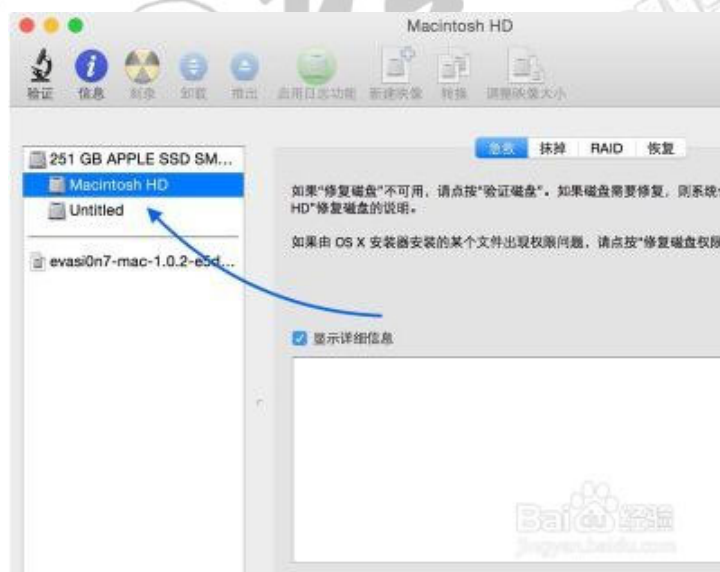 Macintosh HD
验证 信息 刻录 卸载 推出 启用日志功能 新建映像 转换 调整映像大小
251 GB APPLE SSD SM...
Macintosh HD
Untitled
evasi0n7-mac-1.0.2-e5d...
急救 抹掉 RAID 恢复
如果“修复磁盘”不可用，请点按“验证磁盘”。如果磁盘需要修复，则系统
HD”修复磁盘的说明。
如果由 OS X 安装器安装的某个文件出现权限问题，请点按“修复磁盘权限
显示详细信息
Baidu 经验
jingyan.baidu.com